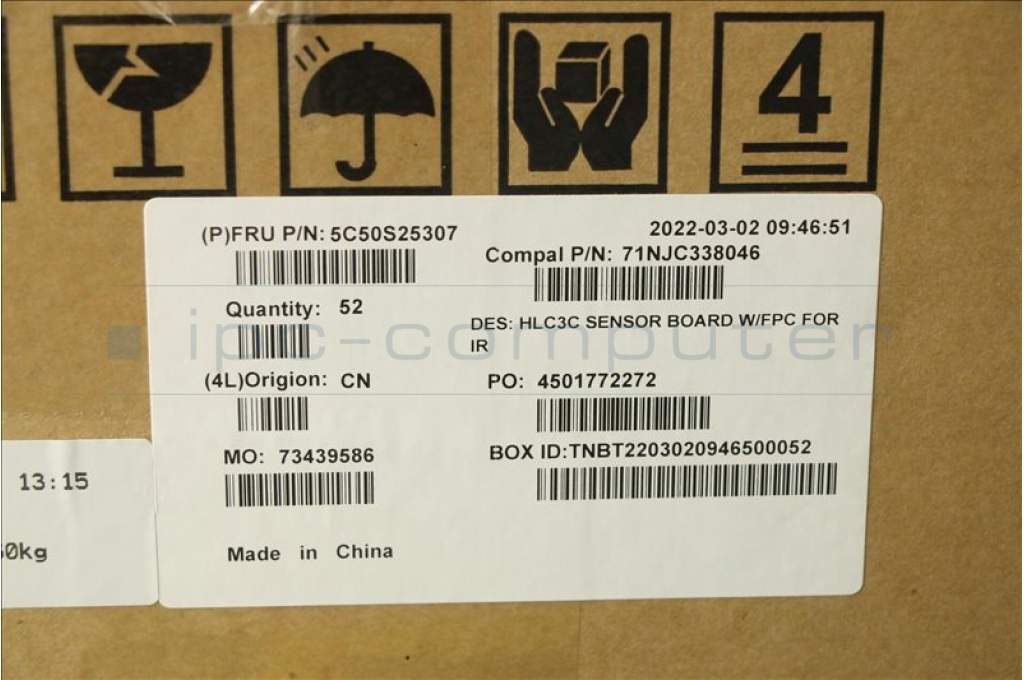 4
(P)FRU P/N: 5C50S25307
2022-03-02 09:46:51
Compal P/N: 71NJC338046
Quantity: 52
DES: HLC3C SENSOR BOARD W/FPC FOR
IR
ipc-computer
(4L)Origion: CN
PO: 4501772272
MO: 73439586
BOX ID:TNBT2203020946500052
Made in China
13:15
0kg